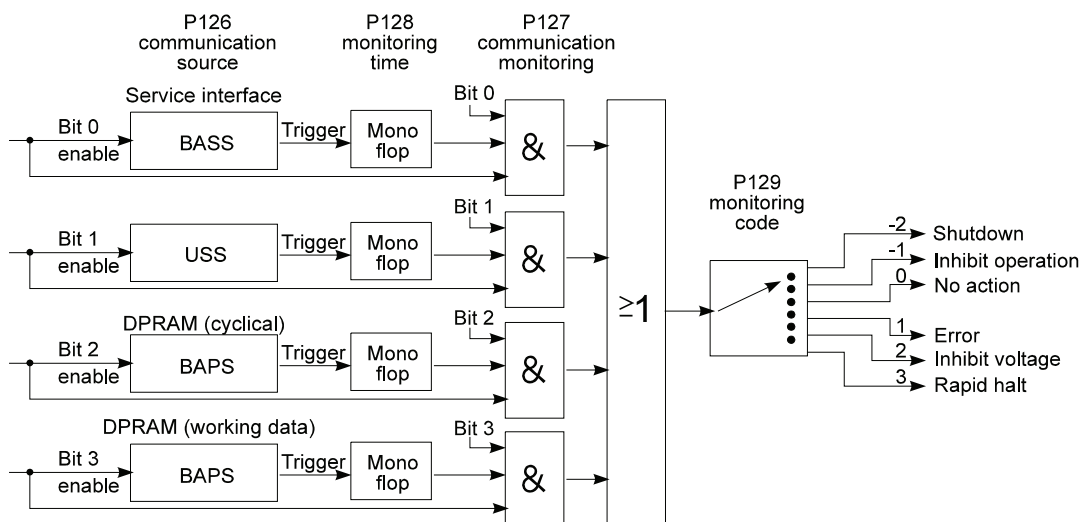 P126
communication
source
P128
monitoring
time
P127
communication
monitoring
Service interface
Bit 0
enable
BASS
Trigger
Mono
flop
Bit 0
&
Bit 1
enable
USS
Trigger
Mono
flop
Bit 1
&
DPRAM (cyclical)
Bit 2
enable
BAPS
Trigger
Mono
flop
Bit 2
&
DPRAM (working data)
Bit 3
enable
BAPS
Trigger
Mono
flop
Bit 3
&
≥1
P129
monitoring
code
-2 Shutdown
-1 Inhibit operation
0 No action
1 Error
2 Inhibit voltage
3 Rapid halt